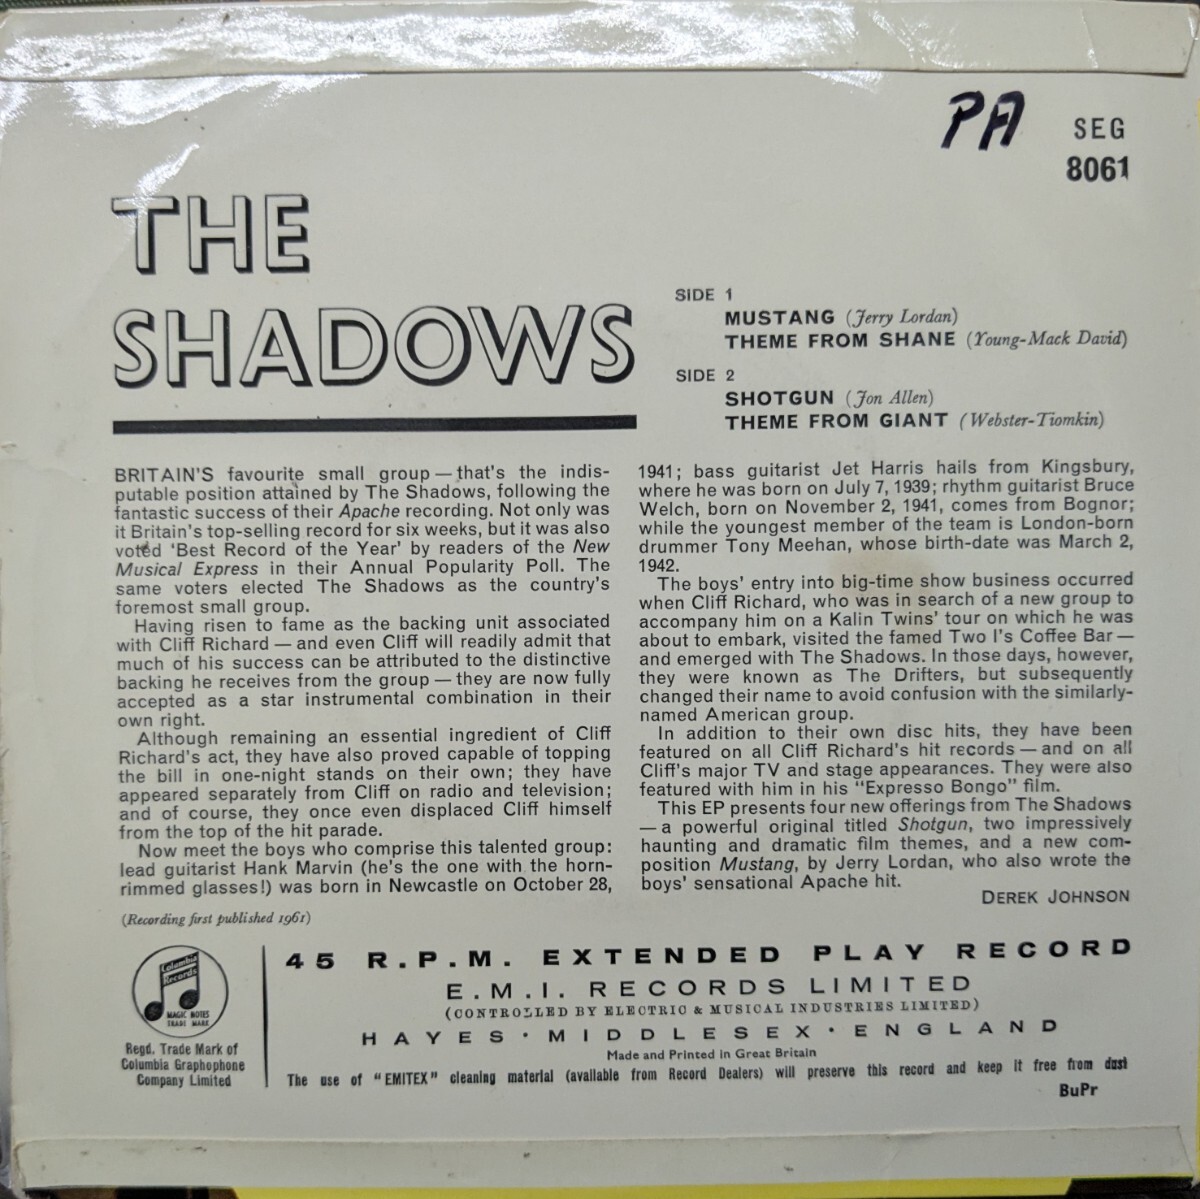 PA
SEG
8061
THE
SHADOWS
SIDE 1
MUSTANG (Jerry Lordan)
THEME FROM SHANE (Young-Mack David)
SIDE 2
SHOTGUN (Jon Allen)
THEME FROM GIANT (Webster-Tiomkin)
BRITAIN'S favourite small group — that's the indis-
putable position attained by The Shadows, following the
fantastic success of their Apache recording. Not only was
it Britain's top-selling record for six weeks, but it was also
voted 'Best Record of the Year' by readers of the New
Musical Express in their Annual Popularity Poll. The
same voters elected The Shadows as the country's
foremost small group.
Having risen to fame as the backing unit associated
with Cliff Richard — and even Cliff will readily admit that
much of his success can be attributed to the distinctive
backing he receives from the group — they are now fully
accepted as a star instrumental combination in their
own right.
Although remaining an essential ingredient of Cliff
Richard's act, they have also proved capable of topping
the bill in one-night stands on their own; they have
appeared separately from Cliff on radio and television;
and of course, they once even displaced Cliff himself
from the top of the hit parade.
Now meet the boys who comprise this talented group:
lead guitarist Hank Marvin (he's the one with the horn-
rimmed glasses!) was born in Newcastle on October 28,
1941; bass guitarist Jet Harris hails from Kingsbury,
where he was born on July 7, 1939; rhythm guitarist Bruce
Welch, born on November 2, 1941, comes from Bognor;
while the youngest member of the team is London-born
drummer Tony Meehan, whose birth-date was March 2,
1942.
The boys' entry into big-time show business occurred
when Cliff Richard, who was in search of a new group to
accompany him on a Kalin Twins' tour on which he was
about to embark, visited the famed Two I's Coffee Bar —
and emerged with The Shadows. In those days, however,
they were known as The Drifters, but subsequently
changed their name to avoid confusion with the similarly-
named American group.
In addition to their own disc hits, they have been
featured on all Cliff Richard's hit records — and on all
Cliff's major TV and stage appearances. They were also
featured with him in his "Expresso Bongo" film.
This EP presents four new offerings from The Shadows
— a powerful original titled Shotgun, two impressively
haunting and dramatic film themes, and a new com-
position Mustang, by Jerry Lordan, who also wrote the
boys' sensational Apache hit.
DEREK JOHNSON
(Recording first published 1961)
Columbia
Records
MAGIC NOTES
TRADE MARK
Regd. Trade Mark of
Columbia Graphophone
Company Limited
45 R.P.M. EXTENDED PLAY RECORD
E.M.I. RECORDS LIMITED
(CONTROLLED BY ELECTRIC & MUSICAL INDUSTRIES LIMITED)
HAYES · MIDDLESEX · ENGLAND
Made and Printed in Great Britain
The use of "EMITEX" cleaning material (available from Record Dealers) will preserve this record and keep it free from dust
BuPr